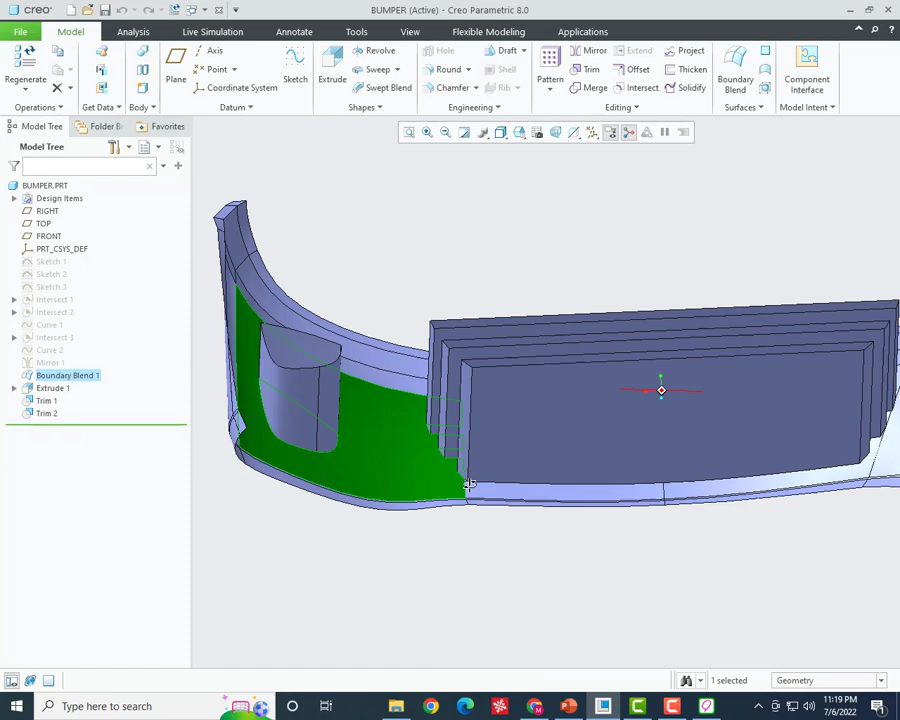 creo
BUMPER (Active) - Creo Parametric 8.0
File Model Analysis Live Simulation Annotate Tools View Flexible Modeling Applications
Regenerate
Operations
Get Data
Body
Plane
Axis
Point
Coordinate System
Sketch
Datum
Extrude
Revolve
Sweep
Swept Blend
Shapes
Hole
Round
Chamfer
Draft
Shell
Rib
Engineering
Pattern
Mirror
Trim
Merge
Extend
Offset
Intersect
Project
Thicken
Solidify
Editing
Boundary
Blend
Surfaces
Component
Interface
Model Intent
Model Tree Folder B Favorites
Model Tree
BUMPER.PRT
Design Items
RIGHT
TOP
FRONT
PRT_CSYS_DEF
Sketch 1
Sketch 2
Sketch 3
Intersect 1
Intersect 2
Curve 1
Intersect 3
Curve 2
Mirror 1
Boundary Blend 1
Extrude 1
Trim 1
Trim 2
1 selected
Geometry
Type here to search
11:19 PM
7/6/2022